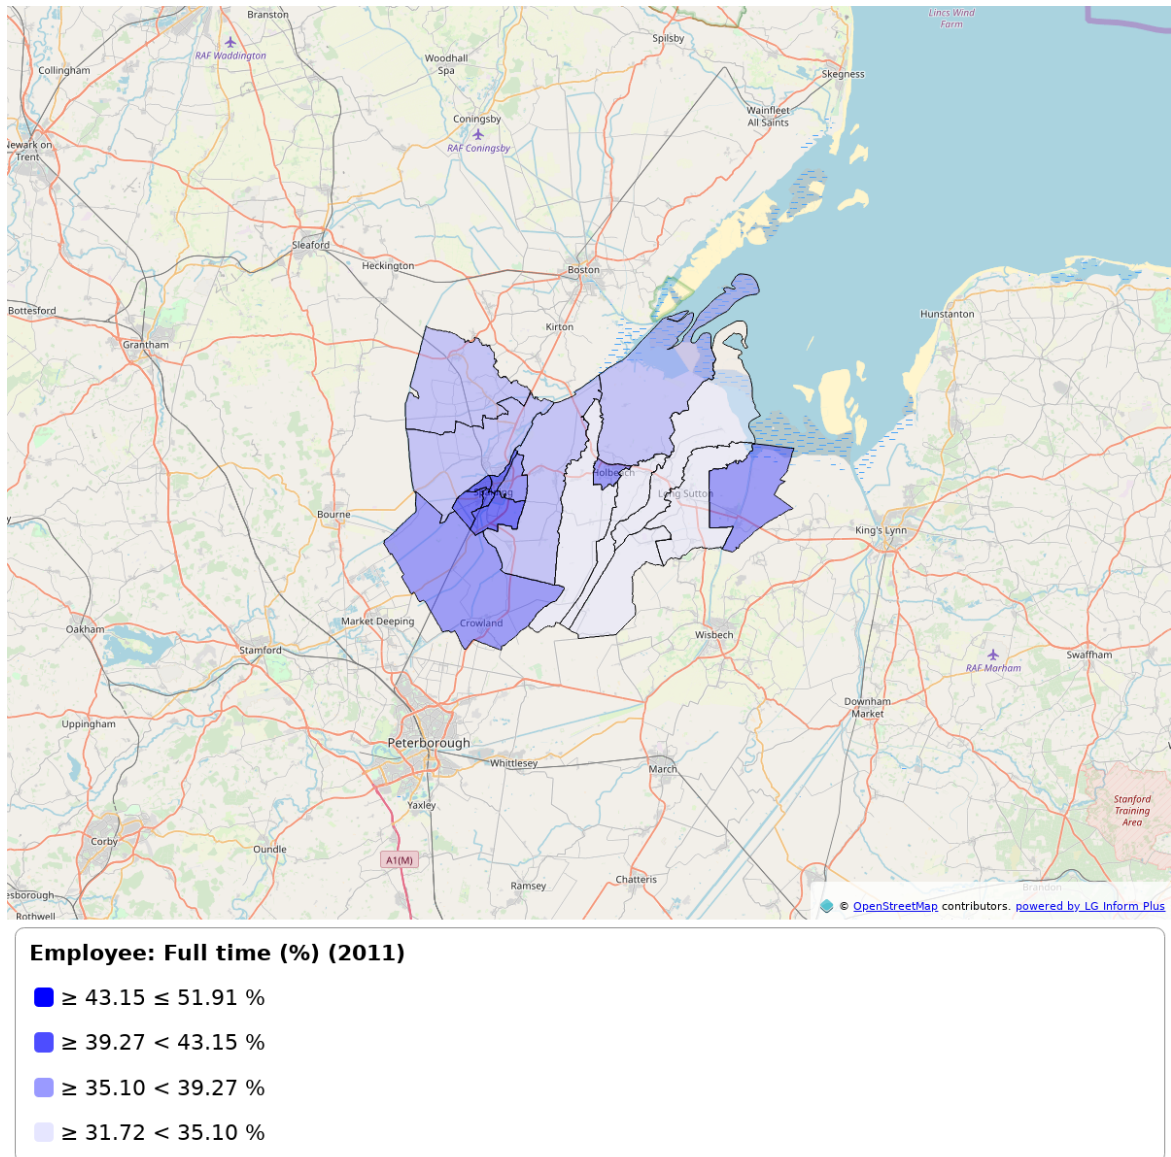 Branston
Lincs Wind
Farm
Spilsby
RAF Waddington
Woodhall
Spa
Collingham
Skegness
Wainfleet
All Saints
Coningsby
RAF Coningsby
Newark on
Trent
Sleaford
Heckington
Boston
Bottesford
Hunstanton
Kirton
Grantham
Holbeach
Spalding
Long Sutton
Bourne
King's Lynn
Market Deeping
Crowland
Oakham
Wisbech
Stamford
Swaffham
RAF Marham
Downham
Market
Uppingham
Peterborough
Whittlesey
March
Yaxley
Stanford
Training
Area
Corby
Oundle
A1(M)
Chatteris
Ramsey
Brandon
esborough
Rothwell
© OpenStreetMap contributors. powered by LG Inform Plus
Employee: Full time (%) (2011)
≥ 43.15 ≤ 51.91 %
≥ 39.27 < 43.15 %
≥ 35.10 < 39.27 %
≥ 31.72 < 35.10 %